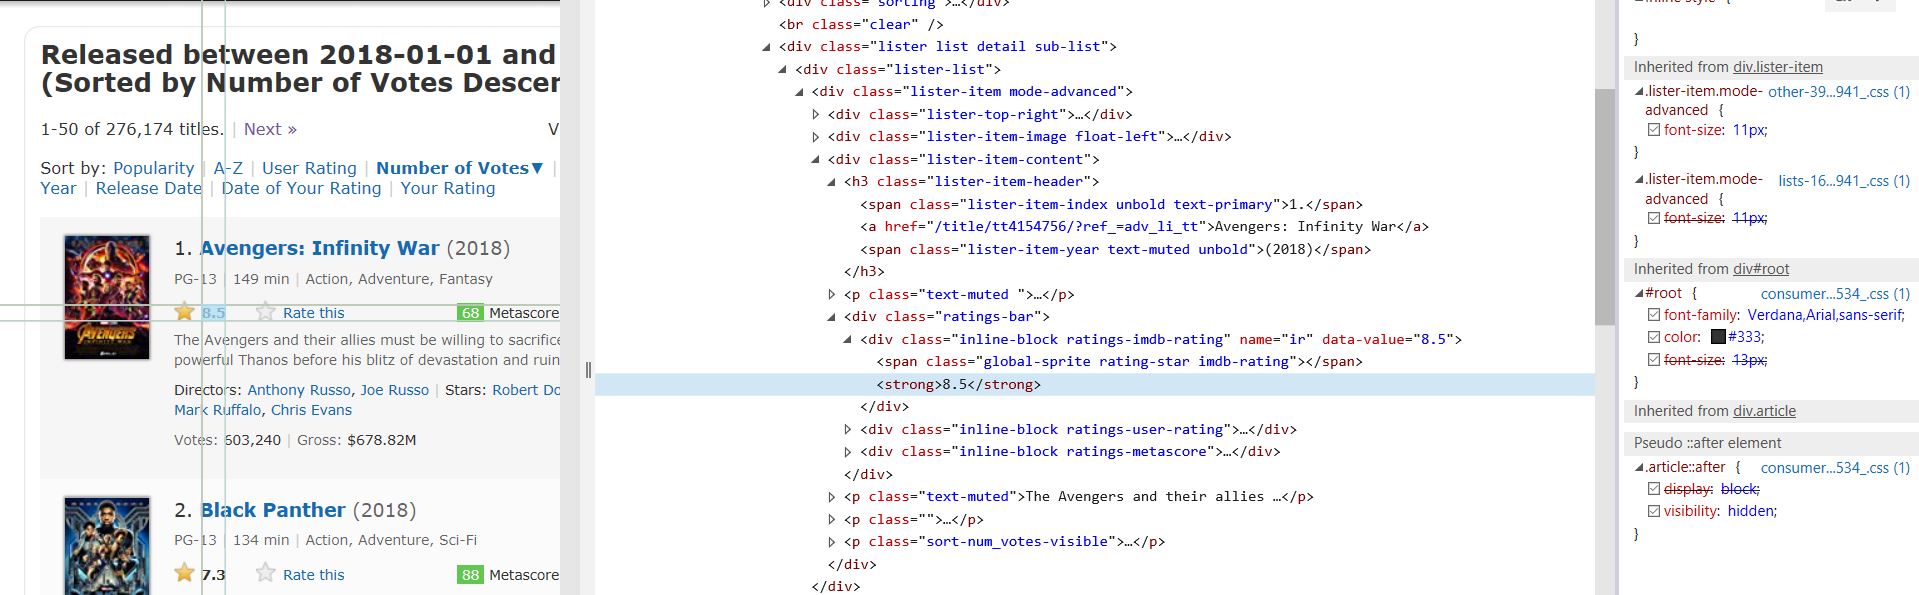 Released between 2018-01-01 and
(Sorted by Number of Votes Descer
1-50 of 276,174 titles. | Next »
V
Sort by: Popularity | A-Z | User Rating | Number of Votes▼ |
Year | Release Date | Date of Your Rating | Your Rating
1. Avengers: Infinity War (2018)
PG-13 | 149 min | Action, Adventure, Fantasy
8.5 Rate this 68 Metascore
The Avengers and their allies must be willing to sacrifice
powerful Thanos before his blitz of devastation and ruin
Directors: Anthony Russo, Joe Russo | Stars: Robert Do
Mark Ruffalo, Chris Evans
Votes: 603,240 | Gross: $678.82M
2. Black Panther (2018)
PG-13 | 134 min | Action, Adventure, Sci-Fi
7.3 Rate this 88 Metascore
<div class="sorting">…</div>
<br class="clear" />
<div class="lister list detail sub-list">
<div class="lister-list">
<div class="lister-item mode-advanced">
<div class="lister-top-right">…</div>
<div class="lister-item-image float-left">…</div>
<div class="lister-item-content">
<h3 class="lister-item-header">
<span class="lister-item-index unbold text-primary">1.</span>
<a href="/title/tt4154756/?ref_=adv_li_tt">Avengers: Infinity War</a>
<span class="lister-item-year text-muted unbold">(2018)</span>
</h3>
<p class="text-muted ">…</p>
<div class="ratings-bar">
<div class="inline-block ratings-imdb-rating" name="ir" data-value="8.5">
<span class="global-sprite rating-star imdb-rating"></span>
<strong>8.5</strong>
</div>
<div class="inline-block ratings-user-rating">…</div>
<div class="inline-block ratings-metascore">…</div>
</div>
<p class="text-muted">The Avengers and their allies …</p>
<p class="">…</p>
<p class="sort-num_votes-visible">…</p>
</div>
</div>
}
Inherited from div.lister-item
.lister-item.mode- other-39...941_.css (1)
advanced {
font-size: 11px;
}
.lister-item.mode- lists-16...941_.css (1)
advanced {
font-size: 11px;
}
Inherited from div#root
#root { consumer...534_.css (1)
font-family: Verdana,Arial,sans-serif;
color: #333;
font-size: 13px;
}
Inherited from div.article
Pseudo ::after element
.article::after { consumer...534_.css (1)
display: block;
visibility: hidden;
}